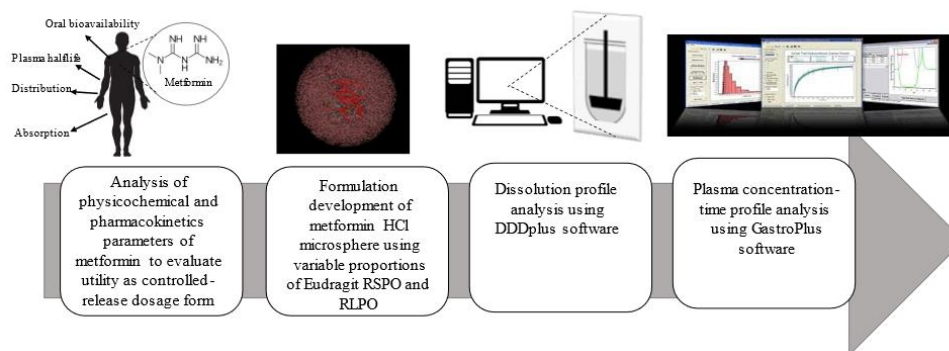 Oral bioavailability
Plasma halflife
Distribution
Absorption
NH NH
N N NH₂
H
Metformin
Analysis of
physicochemical and
pharmacokinetics
parameters of
metformin to evaluate
utility as controlled-
release dosage form
Formulation
development of
metformin HCl
microsphere using
variable proportions
of Eudragit RSPO and
RLPO
Dissolution profile
analysis using
DDDplus software
Plasma concentration-
time profile analysis
using GastroPlus
software